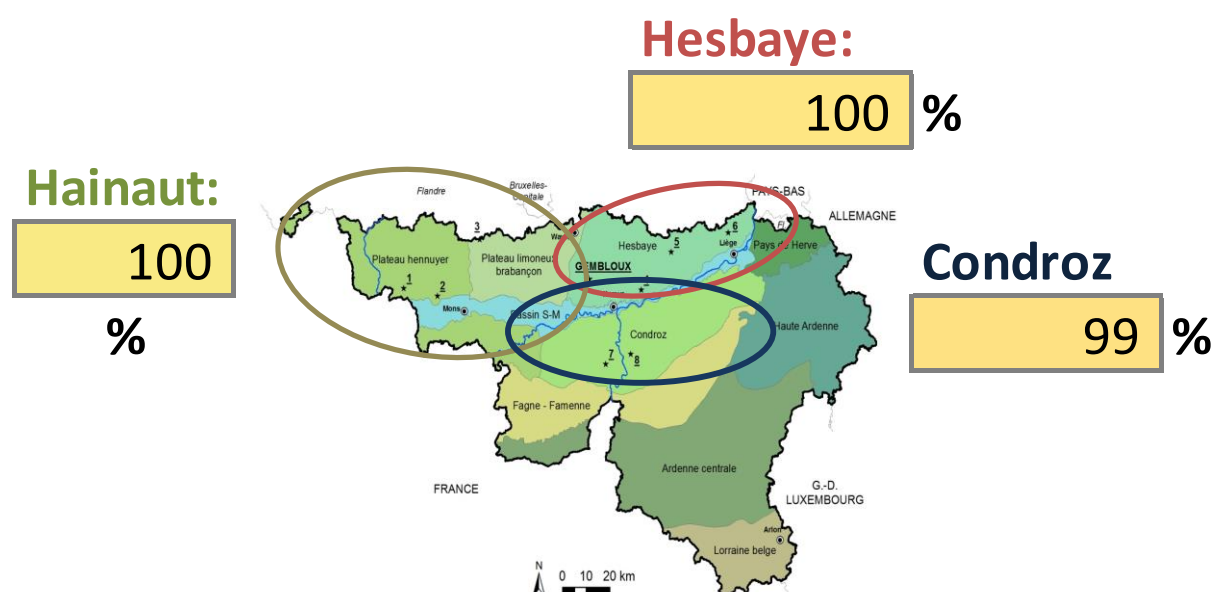 Hesbaye:
100 %
Hainaut:
100
%
Condroz
99 %
Flandre
Bruxelles-
Capitale
PAYS-BAS
ALLEMAGNE
3
6
5
Hesbaye
Liège
Pays de Herve
Plateau hennuyer
Plateau limoneux
brabançon
GEMBLOUX
1
2
Mons
Bassin S-M
Condroz
Haute Ardenne
7
8
Fagne - Famenne
Ardenne centrale
FRANCE
G.-D.
LUXEMBOURG
Arlon
Lorraine belge
N
0 10 20 km